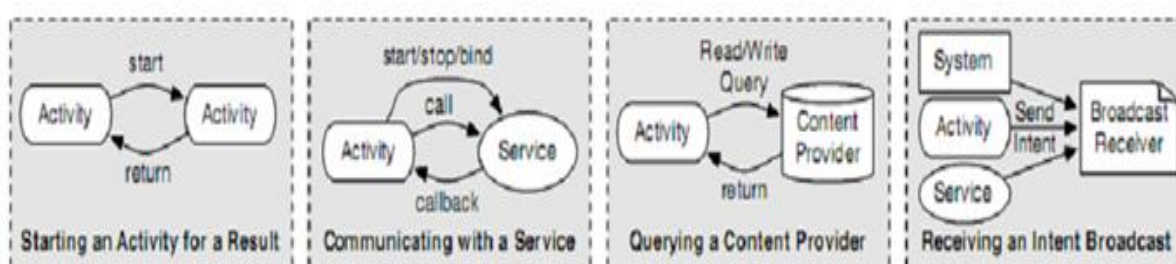 start
Activity
Activity
return
Starting an Activity for a Result
start/stop/bind
call
Activity
Service
callback
Communicating with a Service
Read/Write
Query
Activity
Content
Provider
return
Querying a Content Provider
System
Activity
Send
Intent
Broadcast
Receiver
Service
Receiving an Intent Broadcast